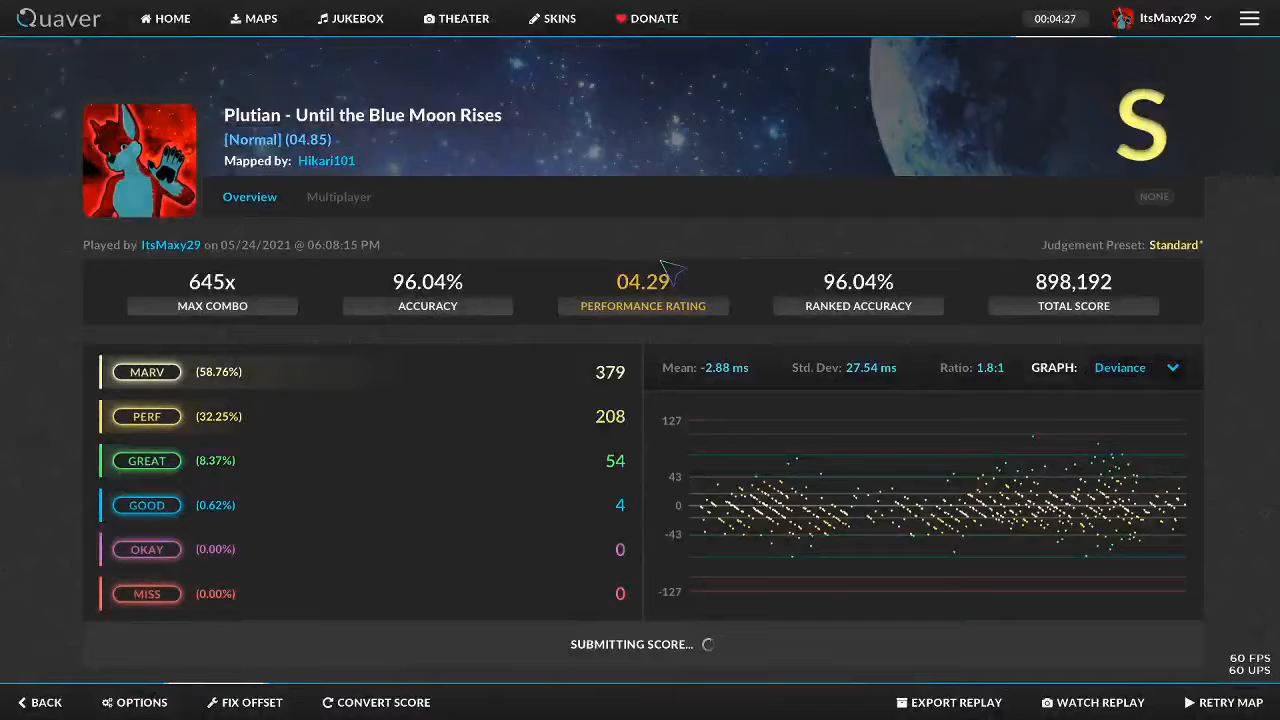 Quaver HOME MAPS JUKEBOX THEATER SKINS DONATE 00:04:27 ItsMaxy29
Plutian - Until the Blue Moon Rises
[Normal] (04.85)
Mapped by: Hikari101
S
Overview Multiplayer NONE
Played by ItsMaxy29 on 05/24/2021 @ 06:08:15 PM Judgement Preset: Standard*
645x 96.04% 04.29 96.04% 898,192
MAX COMBO ACCURACY PERFORMANCE RATING RANKED ACCURACY TOTAL SCORE
MARV (58.76%) 379
PERF (32.25%) 208
GREAT (8.37%) 54
GOOD (0.62%) 4
OKAY (0.00%) 0
MISS (0.00%) 0
Mean: -2.88 ms Std. Dev: 27.54 ms Ratio: 1.8:1 GRAPH: Deviance
127
43
0
-43
-127
SUBMITTING SCORE...
60 FPS
60 UPS
BACK OPTIONS FIX OFFSET CONVERT SCORE EXPORT REPLAY WATCH REPLAY RETRY MAP